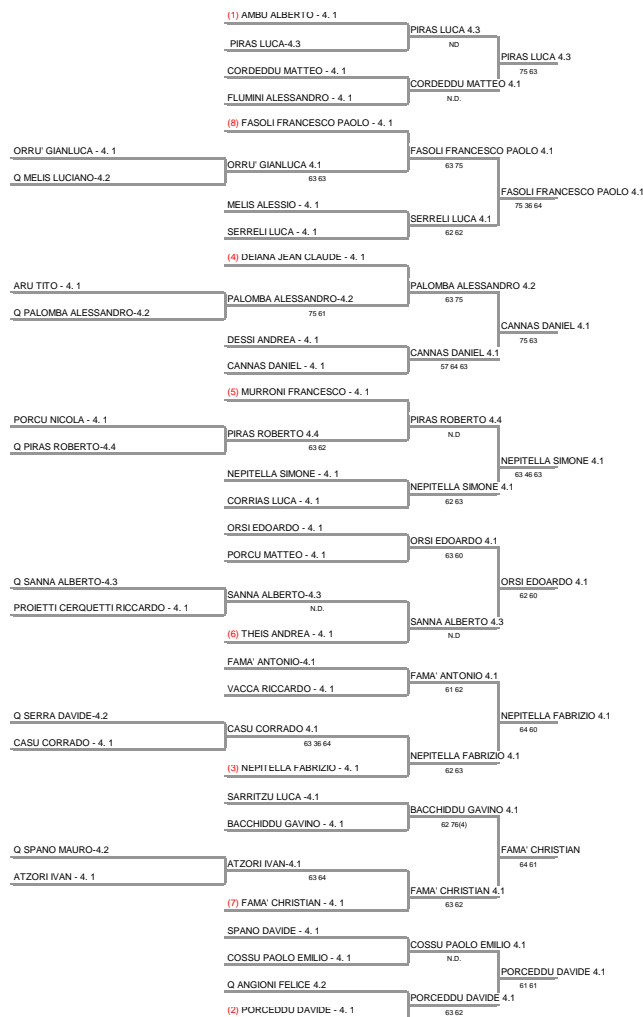 (1) AMBU ALBERTO - 4. 1
PIRAS LUCA 4.3
PIRAS LUCA-4.3
ND
PIRAS LUCA 4.3
75 63
CORDEDDU MATTEO - 4. 1
CORDEDDU MATTEO 4.1
FLUMINI ALESSANDRO - 4. 1
N.D.
(8) FASOLI FRANCESCO PAOLO - 4. 1
ORRU' GIANLUCA - 4. 1
FASOLI FRANCESCO PAOLO 4.1
ORRU' GIANLUCA 4.1
63 75
Q MELIS LUCIANO-4.2
63 63
FASOLI FRANCESCO PAOLO 4.1
75 36 64
MELIS ALESSIO - 4. 1
SERRELI LUCA 4.1
SERRELI LUCA - 4. 1
62 62
(4) DEIANA JEAN CLAUDE - 4. 1
ARU TITO - 4. 1
PALOMBA ALESSANDRO 4.2
PALOMBA ALESSANDRO-4.2
63 75
Q PALOMBA ALESSANDRO-4.2
75 61
CANNAS DANIEL 4.1
75 63
DESSI ANDREA - 4. 1
CANNAS DANIEL 4.1
CANNAS DANIEL - 4. 1
57 64 63
(5) MURRONI FRANCESCO - 4. 1
PORCU NICOLA - 4. 1
PIRAS ROBERTO 4.4
PIRAS ROBERTO 4.4
N.D
Q PIRAS ROBERTO-4.4
63 62
NEPITELLA SIMONE 4.1
63 46 63
NEPITELLA SIMONE - 4. 1
NEPITELLA SIMONE 4.1
CORRIAS LUCA - 4. 1
62 63
ORSI EDOARDO - 4. 1
ORSI EDOARDO 4.1
PORCU MATTEO - 4. 1
63 60
Q SANNA ALBERTO-4.3
ORSI EDOARDO 4.1
62 60
SANNA ALBERTO-4.3
PROIETTI CERQUETTI RICCARDO - 4. 1
N.D.
SANNA ALBERTO 4.3
(6) THEIS ANDREA - 4. 1
N.D
FAMA' ANTONIO-4.1
FAMA' ANTONIO 4.1
VACCA RICCARDO - 4. 1
61 62
Q SERRA DAVIDE-4.2
NEPITELLA FABRIZIO 4.1
64 60
CASU CORRADO 4.1
CASU CORRADO - 4. 1
63 36 64
NEPITELLA FABRIZIO 4.1
(3) NEPITELLA FABRIZIO - 4. 1
62 63
SARRITZU LUCA -4.1
BACCHIDDU GAVINO 4.1
BACCHIDDU GAVINO - 4. 1
62 76(4)
Q SPANO MAURO-4.2
FAMA' CHRISTIAN
64 61
ATZORI IVAN-4.1
ATZORI IVAN - 4. 1
63 64
FAMA' CHRISTIAN 4.1
(7) FAMA' CHRISTIAN - 4. 1
63 62
SPANO DAVIDE - 4. 1
COSSU PAOLO EMILIO 4.1
COSSU PAOLO EMILIO - 4. 1
N.D.
PORCEDDU DAVIDE 4.1
61 61
Q ANGIONI FELICE 4.2
PORCEDDU DAVIDE 4.1
(2) PORCEDDU DAVIDE - 4. 1
63 62